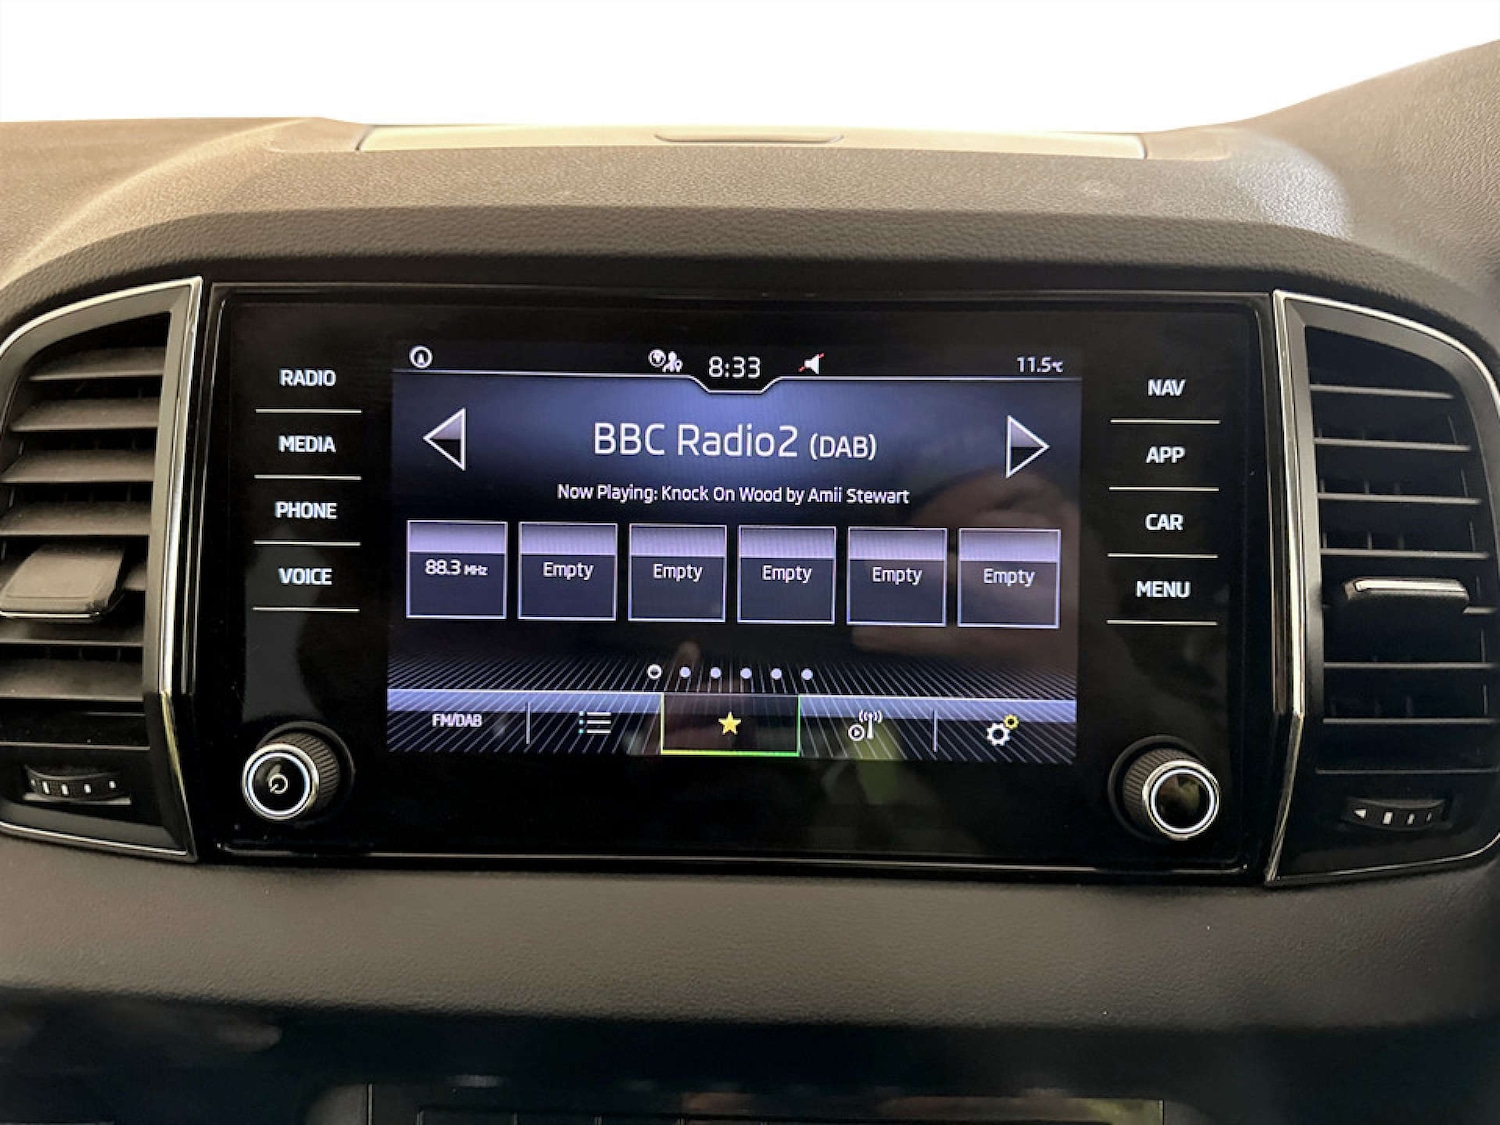 8:33
11.5°C
RADIO
MEDIA
PHONE
VOICE
BBC Radio2 (DAB)
Now Playing: Knock On Wood by Amii Stewart
88.3 MHz
Empty
Empty
Empty
Empty
Empty
FM/DAB
NAV
APP
CAR
MENU